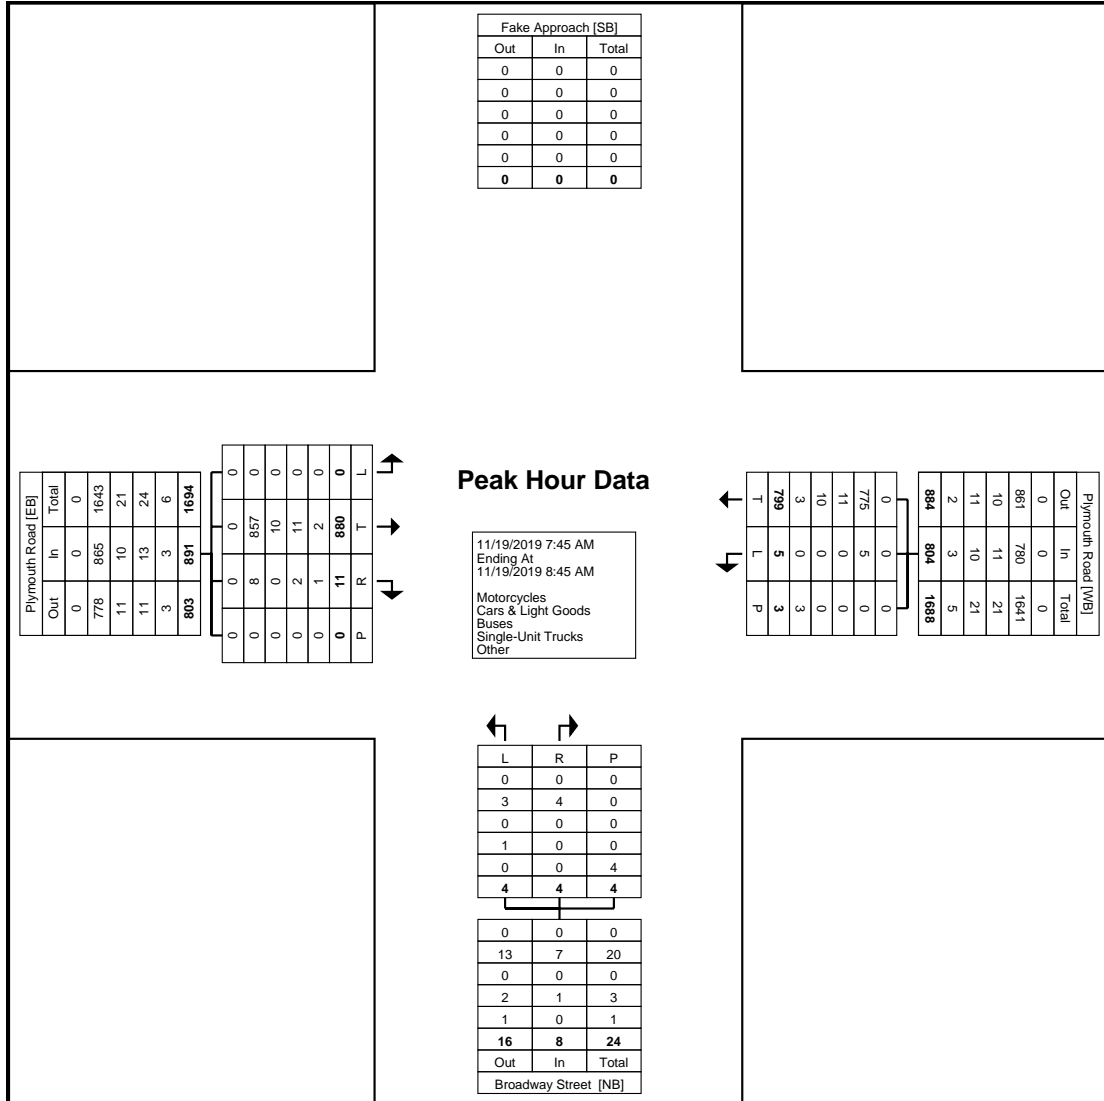 Fake Approach [SB]
Out In Total
0 0 0
0 0 0
0 0 0
0 0 0
0 0 0
0 0 0
Plymouth Road [EB]
Out In Total
0 0 0
778 865 1643
11 10 21
11 13 24
3 3 6
803 891 1694
0 0 0 0
0 8 857 0
0 0 10 0
0 2 11 0
0 1 2 0
0 11 880 0
P R T L
Peak Hour Data
11/19/2019 7:45 AM
Ending At
11/19/2019 8:45 AM
Motorcycles
Cars & Light Goods
Buses
Single-Unit Trucks
Other
Plymouth Road [WB]
Out In Total
0 0 0
861 780 1641
10 11 21
11 10 21
2 3 5
884 804 1688
0 0 0
775 5 0
11 0 0
10 0 0
3 0 3
799 5 3
T L P
L R P
0 0 0
3 4 0
0 0 0
1 0 0
0 0 4
4 4 4
0 0 0
13 7 20
0 0 0
2 1 3
1 0 1
16 8 24
Out In Total
Broadway Street [NB]